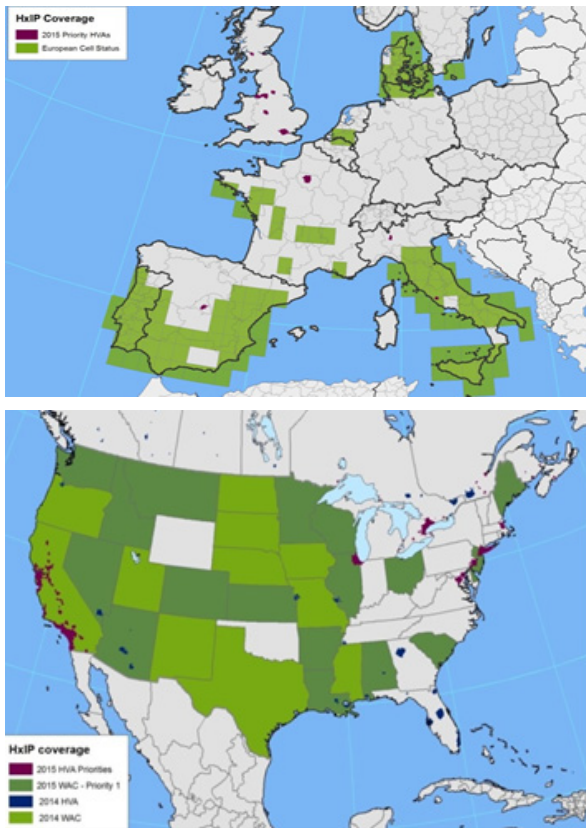 HxIP Coverage
2015 Priority HVAs
European Cell Status
HxIP coverage
2015 HVA Priorities
2015 WAC - Priority 1
2014 HVA
2014 WAC